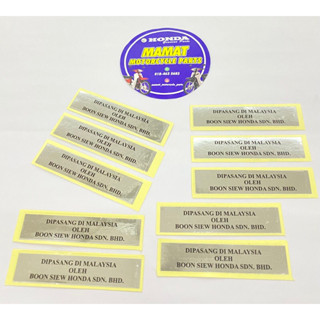 HONDA
MAMAT
MOTORCYCLE PARTS
DIPASANG DI MALAYSIA
OLEH
BOON SIEW HONDA SDN. BHD.
DIPASANG DI MALAYSIA
OLEH
BOON SIEW HONDA SDN. BHD.
DIPASANG DI MALAYSIA
OLEH
BOON SIEW HONDA SDN. BHD.
DIPASANG DI MALAYSIA
OLEH
BOON SIEW HONDA SDN. BHD.
DIPASANG DI MALAYSIA
OLEH
BOON SIEW HONDA SDN. BHD.
DIPASANG DI MALAYSIA
OLEH
BOON SIEW HONDA SDN. BHD.
DIPASANG DI MALAYSIA
OLEH
BOON SIEW HONDA SDN. BHD.
DIPASANG DI MALAYSIA
OLEH
BOON SIEW HONDA SDN. BHD.
DIPASANG DI MALAYSIA
OLEH
BOON SIEW HONDA SDN. BHD.
DIPASANG DI MALAYSIA
OLEH
BOON SIEW HONDA SDN. BHD.